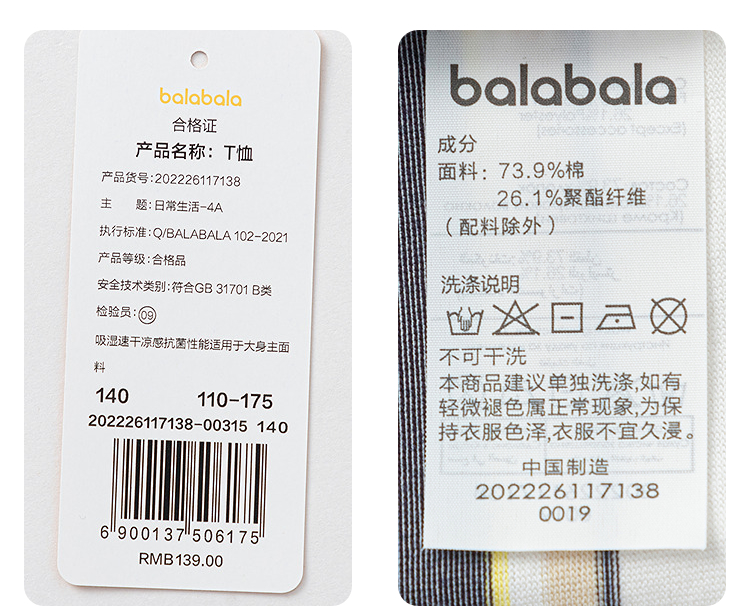 balabala
合格证
产品名称：T恤
产品货号:202226117138
主　　题:日常生活-4A
执行标准:Q/BALABALA 102-2021
产品等级:合格品
安全技术类别:符合GB 31701 B类
检验员:09
吸湿速干凉感抗菌性能适用于大身主面
料
140 110-175
202226117138-00315 140
6 900137 506175
RMB139.00
balabala
成分
面料：73.9%棉
26.1%聚酯纤维
（配料除外）
洗涤说明
不可干洗
本商品建议单独洗涤,如有
轻微褪色属正常现象,为保
持衣服色泽,衣服不宜久浸。
中国制造
202226117138
0019